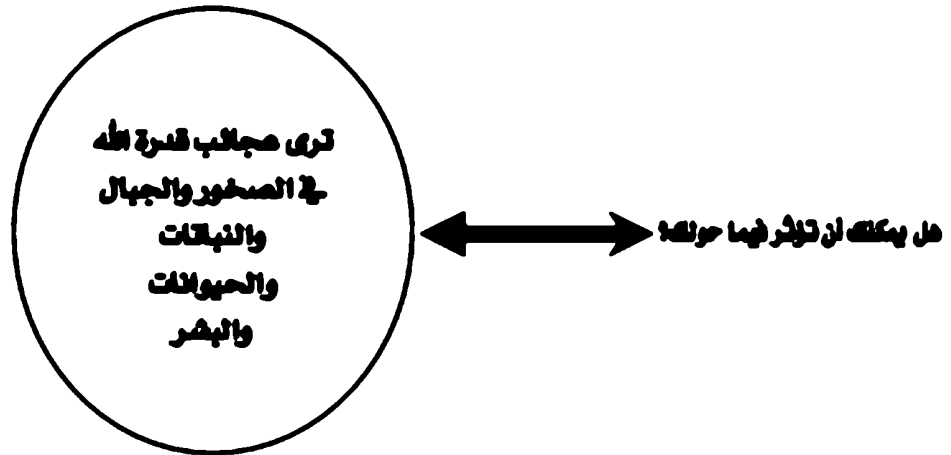 ترى عجائب قدرة الله
في الصخور والجبال
والنباتات
والحيوانات
والبشر
هل يمكنك أن تؤثر فيما حولك؟